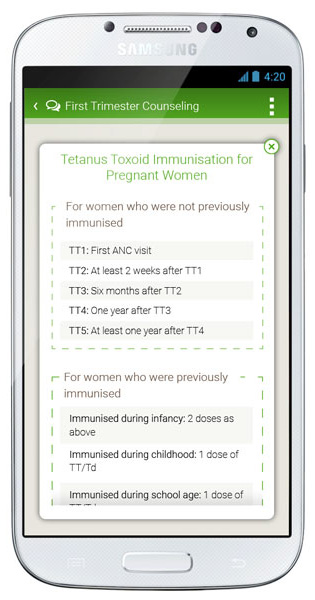 SAMSUNG
4:20
First Trimester Counseling
Tetanus Toxoid Immunisation for
Pregnant Women
For women who were not previously
immunised
TT1: First ANC visit
TT2: At least 2 weeks after TT1
TT3: Six months after TT2
TT4: One year after TT3
TT5: At least one year after TT4
For women who were previously
immunised
Immunised during infancy: 2 doses as
above
Immunised during childhood: 1 dose of
TT/Td
Immunised during school age: 1 dose of